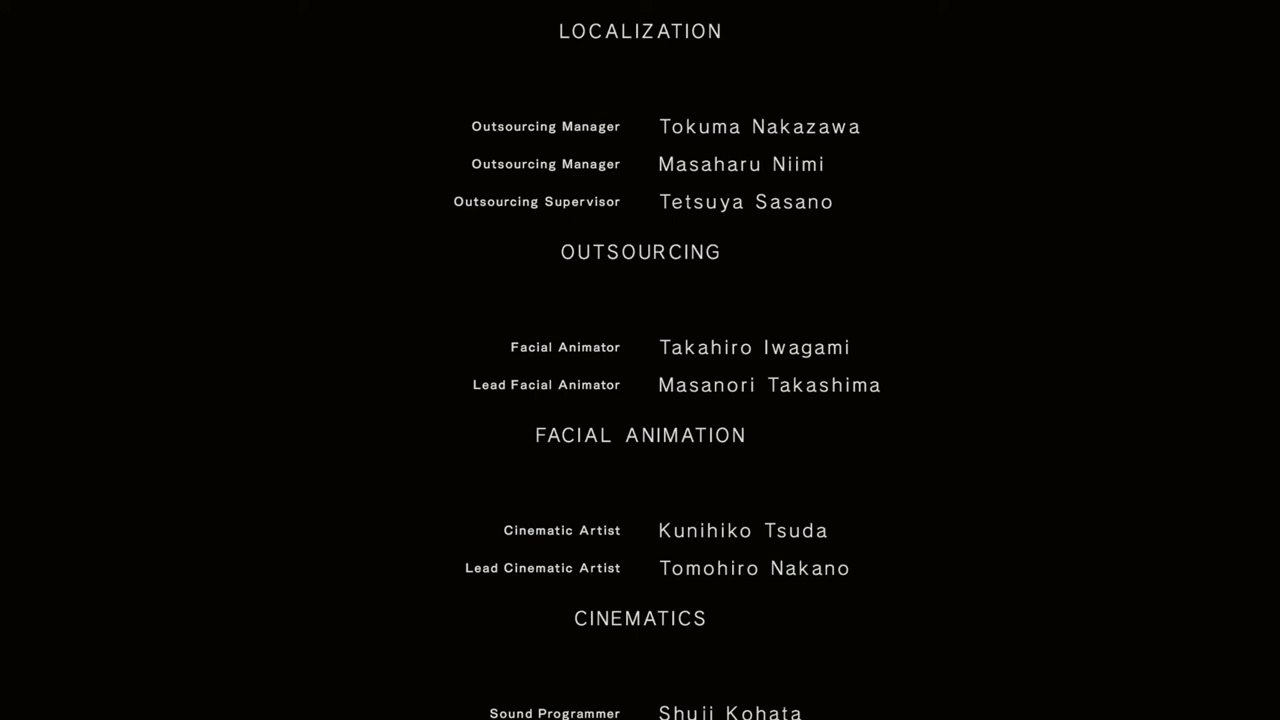 LOCALIZATION
Outsourcing Manager Tokuma Nakazawa
Outsourcing Manager Masaharu Niimi
Outsourcing Supervisor Tetsuya Sasano
OUTSOURCING
Facial Animator Takahiro Iwagami
Lead Facial Animator Masanori Takashima
FACIAL ANIMATION
Cinematic Artist Kunihiko Tsuda
Lead Cinematic Artist Tomohiro Nakano
CINEMATICS
Sound Programmer Shuji Kohata